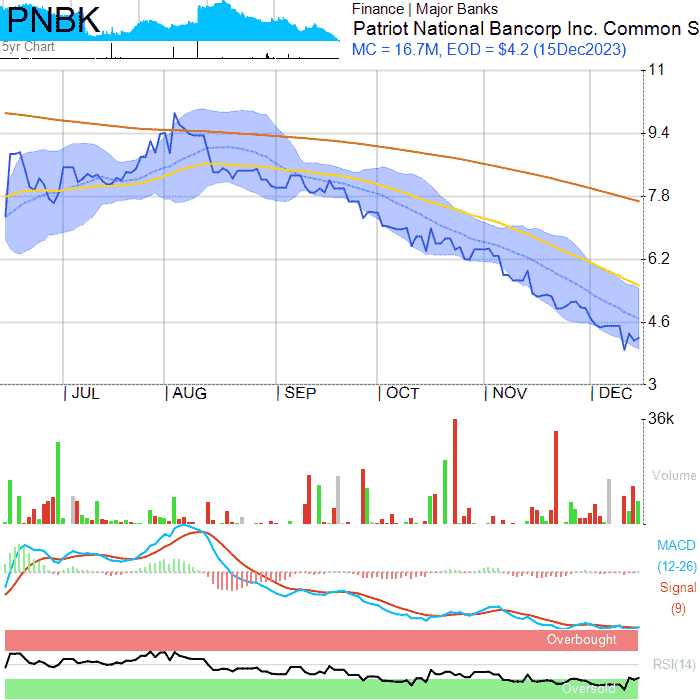 PNBK
5yr Chart
Finance | Major Banks
Patriot National Bancorp Inc. Common S
MC = 16.7M, EOD = $4.2 (15Dec2023)
11
9.4
7.8
6.2
4.6
3
JUL AUG SEP OCT NOV DEC
36k
Volume
MACD
(12-26)
Signal
(9)
Overbought
RSI(14)
Oversold